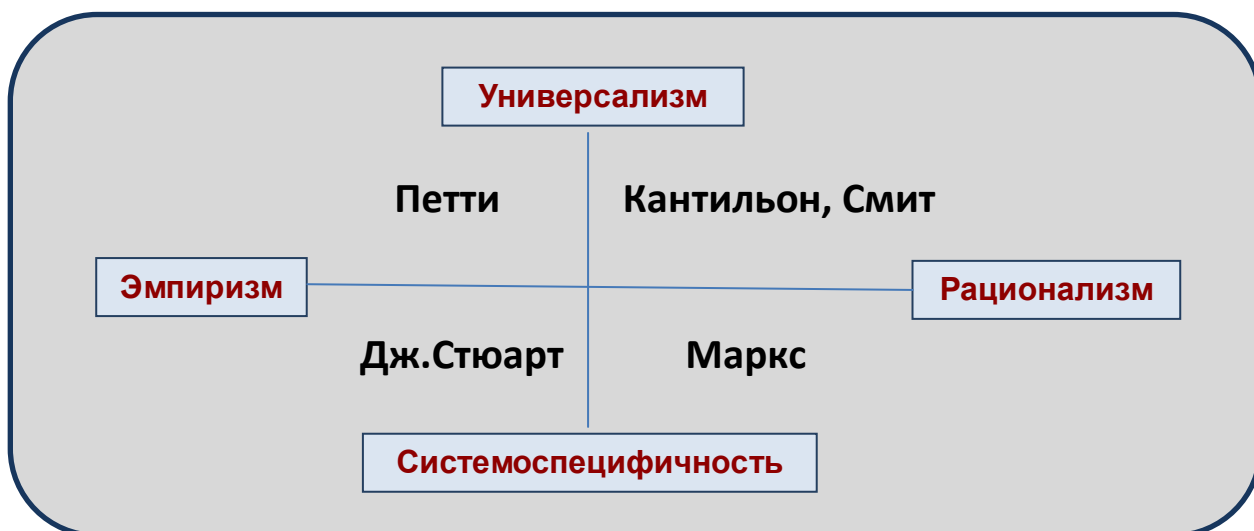 Универсализм
Петти
Кантильон, Смит
Эмпиризм
Рационализм
Дж.Стюарт
Маркс
Системоспецифичность